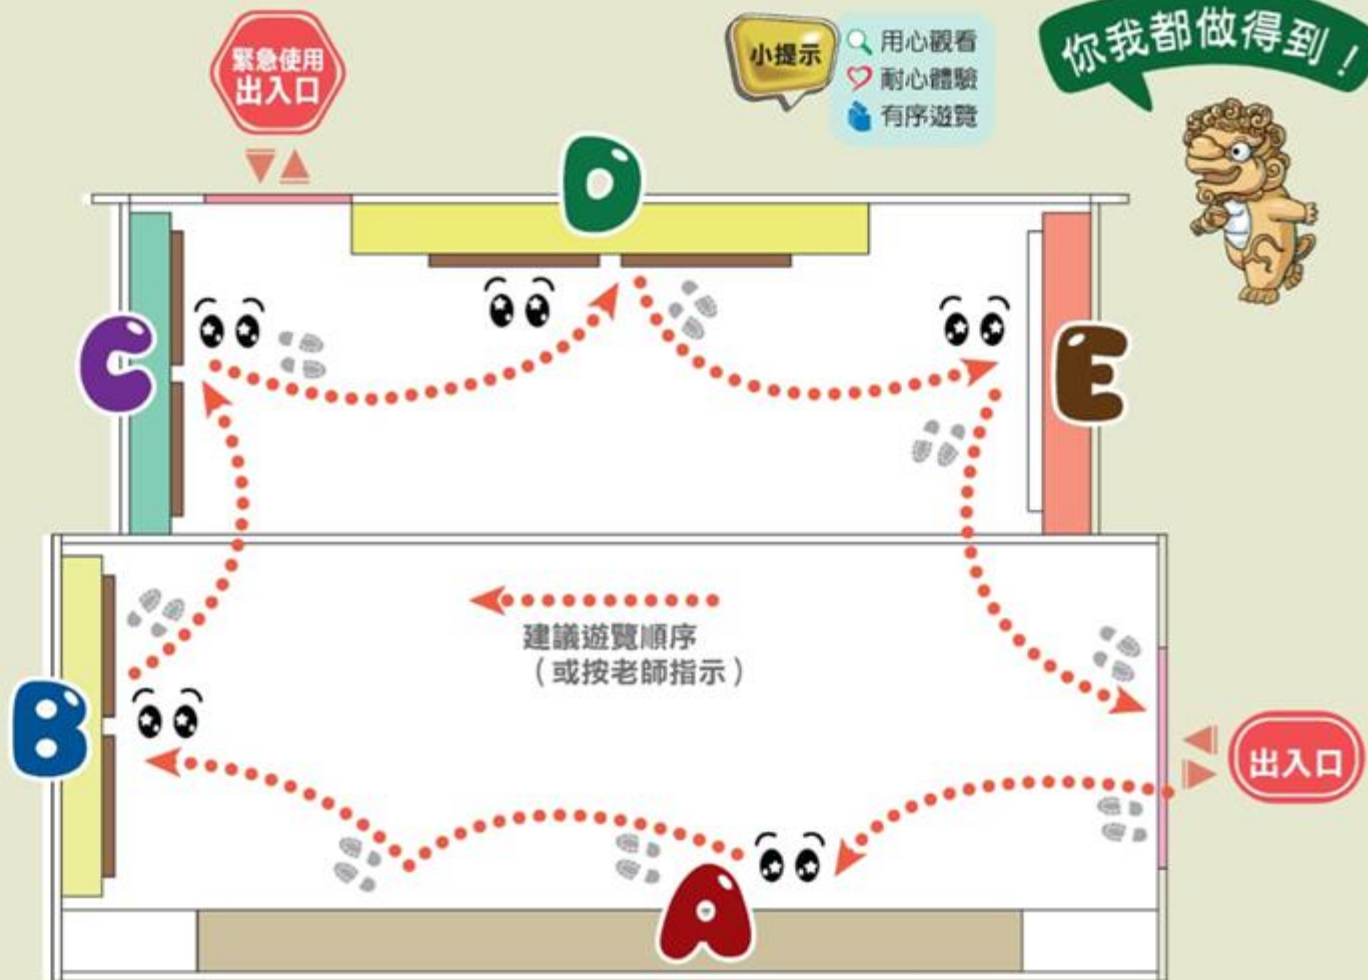 緊急使用
出入口
小提示
用心觀看
耐心體驗
有序遊覽
你我都做得到！
D
C
E
建議遊覽順序
（或按老師指示）
B
出入口
A